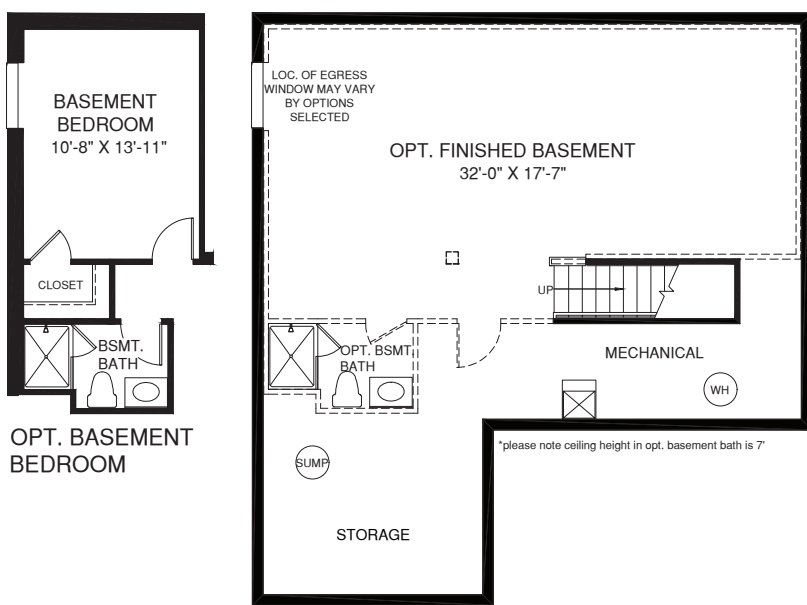 BASEMENT
BEDROOM
10'-8" X 13'-11"
CLOSET
BSMT.
BATH
OPT. BASEMENT
BEDROOM
LOC. OF EGRESS
WINDOW MAY VARY
BY OPTIONS
SELECTED
OPT. FINISHED BASEMENT
32'-0" X 17'-7"
UP
OPT. BSMT.
BATH
MECHANICAL
WH
*please note ceiling height in opt. basement bath is 7'
SUMP
STORAGE